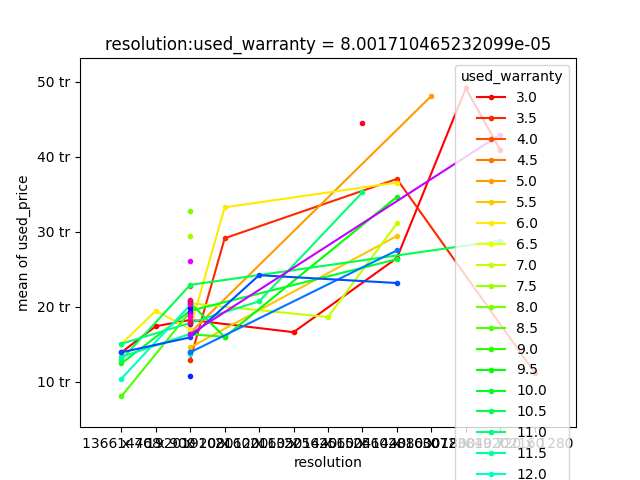 resolution:used_warranty = 8.001710465232099e-05
mean of used_price
50 tr
40 tr
30 tr
20 tr
10 tr
used_warranty
3.0
3.5
4.0
4.5
5.0
5.5
6.0
6.5
7.0
7.5
8.0
8.5
9.0
9.5
10.0
10.5
11.0
11.5
12.0
resolution